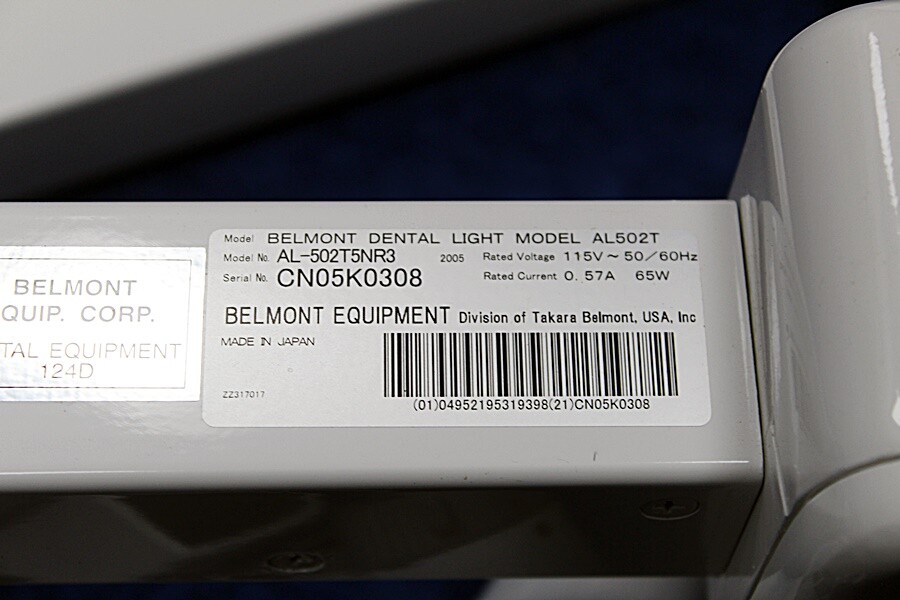 BELMONT
QUIP. CORP.
TAL EQUIPMENT
124D
Model BELMONT DENTAL LIGHT MODEL AL502T
Model No. AL-502T5NR3 2005 Rated Voltage 115V~50/60Hz
Serial No. CN05K0308 Rated Current 0.57A 65W
BELMONT EQUIPMENT Division of Takara Belmont, USA, Inc
MADE IN JAPAN
ZZ317017
(01)04952195319398(21)CN05K0308